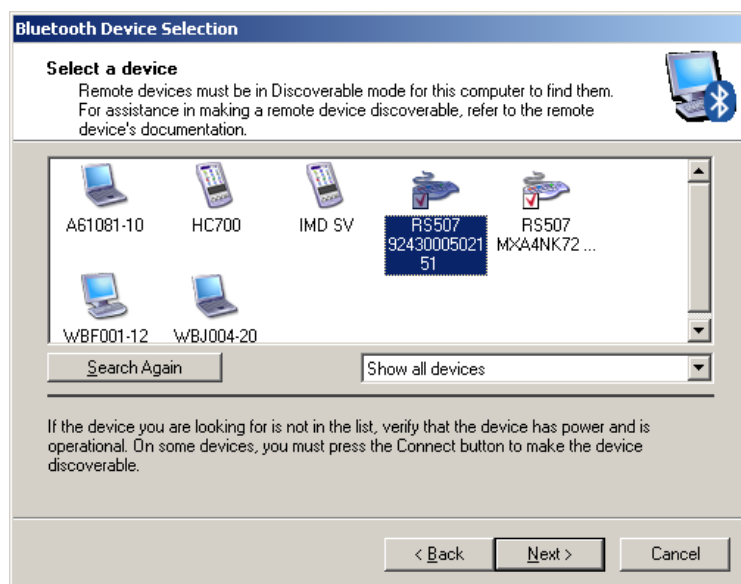 Bluetooth Device Selection
Select a device
Remote devices must be in Discoverable mode for this computer to find them.
For assistance in making a remote device discoverable, refer to the remote
device's documentation.
A61081-10 HC700 IMD SV RS507 RS507
92430005021 MXA4NK72 ...
51
WBF001-12 WBJ004-20
Search Again Show all devices
If the device you are looking for is not in the list, verify that the device has power and is
operational. On some devices, you must press the Connect button to make the device
discoverable.
< Back Next > Cancel